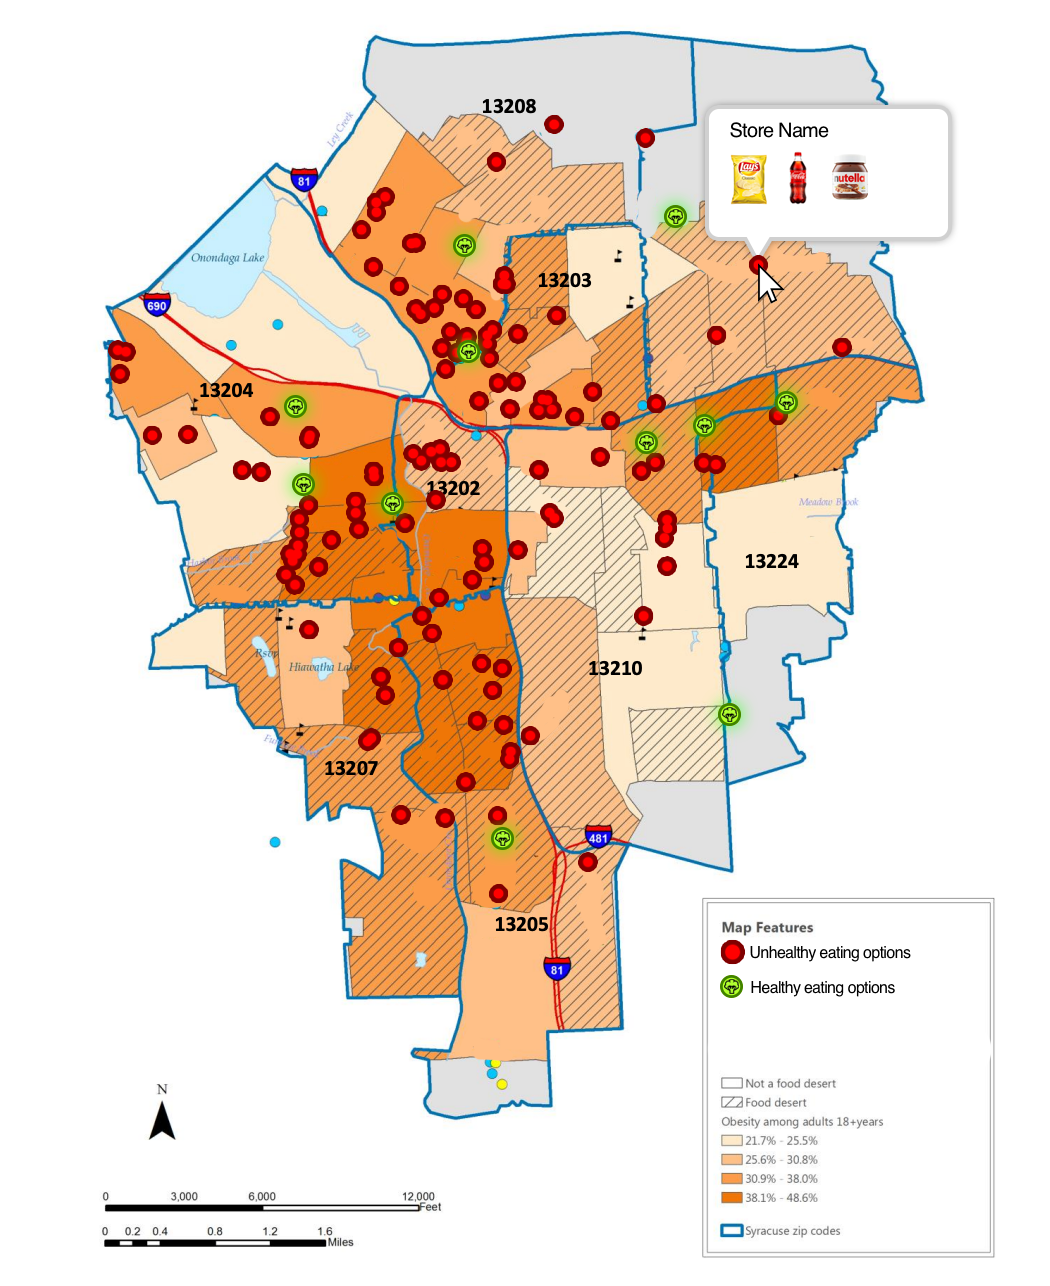 13208
Ley Creek
Store Name
Lay's
Classic
Coca-Cola
nutella
81
Onondaga Lake
13203
690
13204
13202
Meadow Brook
13224
Rsvp
Hiawatha Lake
13210
13207
481
13205
81
Map Features
Unhealthy eating options
Healthy eating options
Not a food desert
Food desert
Obesity among adults 18+years
21.7% - 25.5%
25.6% - 30.8%
30.9% - 38.0%
38.1% - 48.6%
Syracuse zip codes
N
0 3,000 6,000 12,000
Feet
0 0.2 0.4 0.8 1.2 1.6
Miles